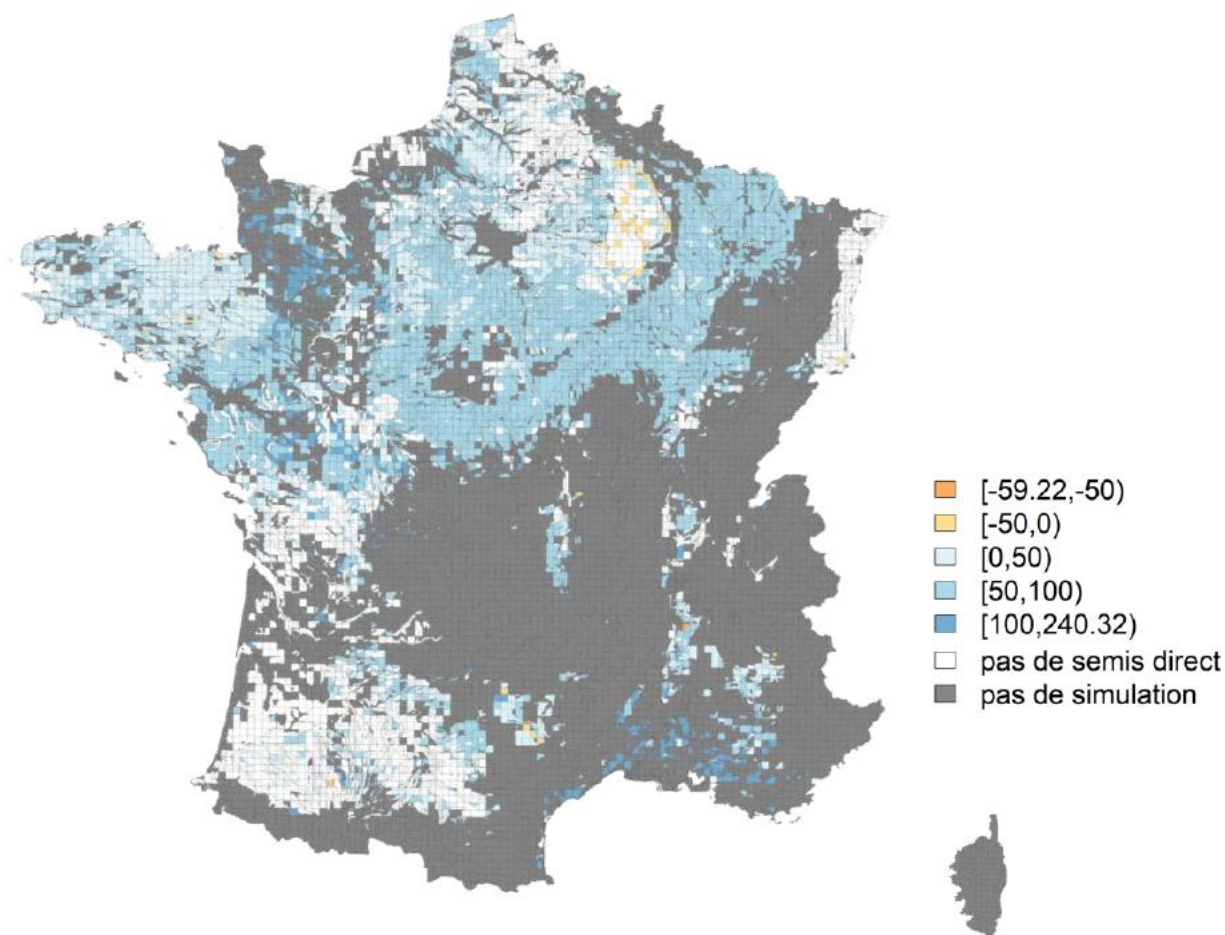 [-59.22,-50)
[-50,0)
[0,50)
[50,100)
[100,240.32)
pas de semis direct
pas de simulation